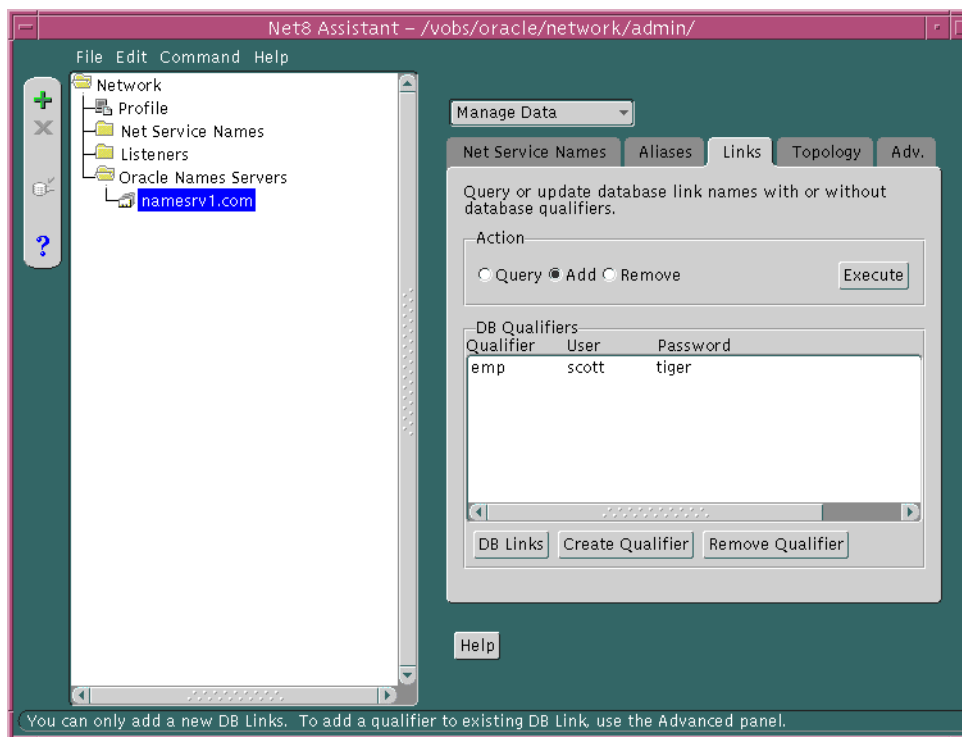 Net8 Assistant – /vobs/oracle/network/admin/
File Edit Command Help
Network
Profile
Net Service Names
Listeners
Oracle Names Servers
namesrv1.com
?
Manage Data
Net Service Names Aliases Links Topology Adv.
Query or update database link names with or without
database qualifiers.
Action
Query Add Remove Execute
DB Qualifiers
Qualifier User Password
emp scott tiger
DB Links Create Qualifier Remove Qualifier
Help
You can only add a new DB Links. To add a qualifier to existing DB Link, use the Advanced panel.